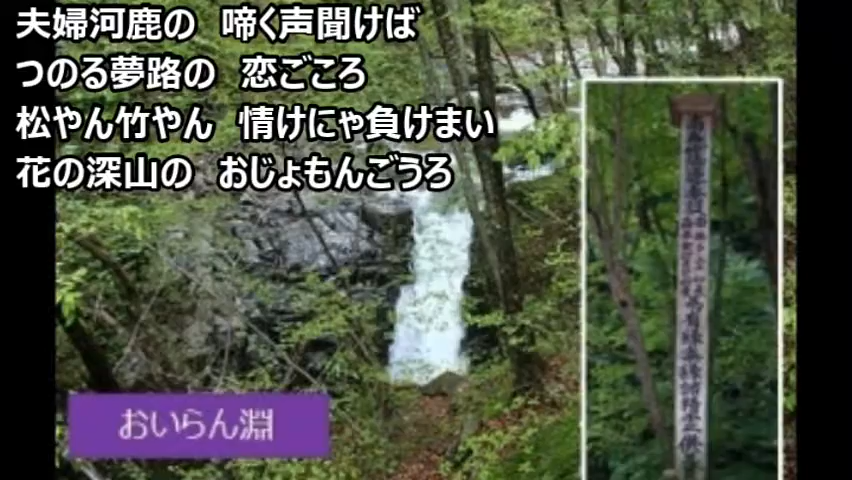 夫婦河鹿の　啼く声聞けば
つのる夢路の　恋ごころ
松やん竹やん　情けにゃ負けまい
花の深山の　おじょもんごうろ
おいらん淵